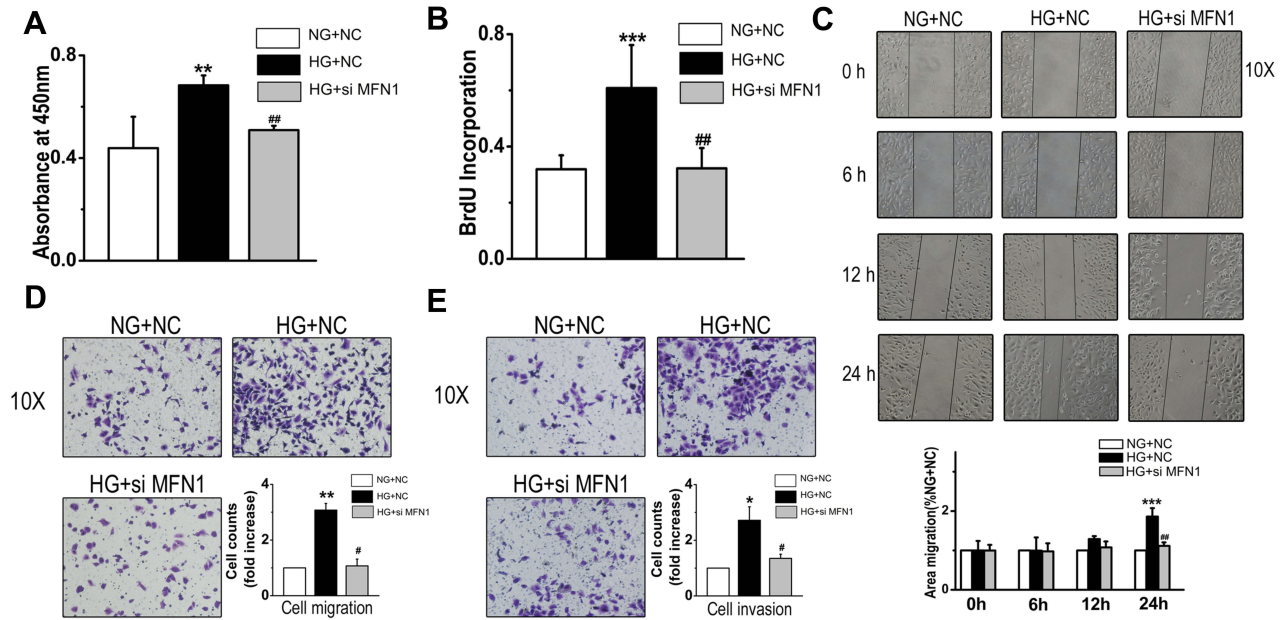 A
Absorbance at 450nm
0.8
0.4
0.0
**
##
NG+NC
HG+NC
HG+si MFN1
B
BrdU Incorporation
0.8
0.4
0.0
***
##
NG+NC
HG+NC
HG+si MFN1
C
NG+NC
HG+NC
HG+si MFN1
0 h
10X
6 h
12 h
24 h
NG+NC
HG+NC
HG+si MFN1
Area migration(%NG+NC)
2
0
***
##
0h
6h
12h
24h
D
NG+NC
HG+NC
10X
HG+si MFN1
Cell counts
(fold increase)
4
2
0
**
#
NG+NC
HG+NC
HG+si MFN1
Cell migration
E
NG+NC
HG+NC
10X
HG+si MFN1
Cell counts
(fold increase)
4
2
0
*
#
NG+NC
HG+NC
HG+si MFN1
Cell invasion